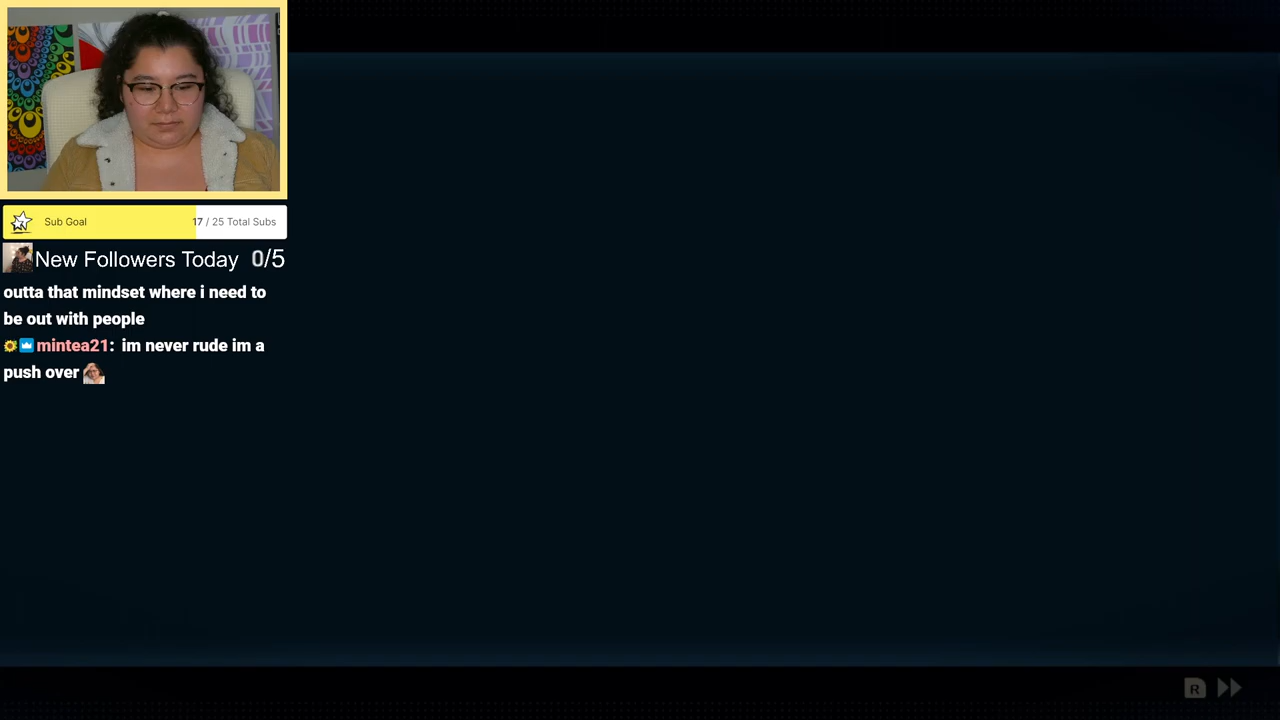 Sub Goal 17 / 25 Total Subs
New Followers Today 0/5
outta that mindset where i need to
be out with people
mintea21: im never rude im a
push over
R